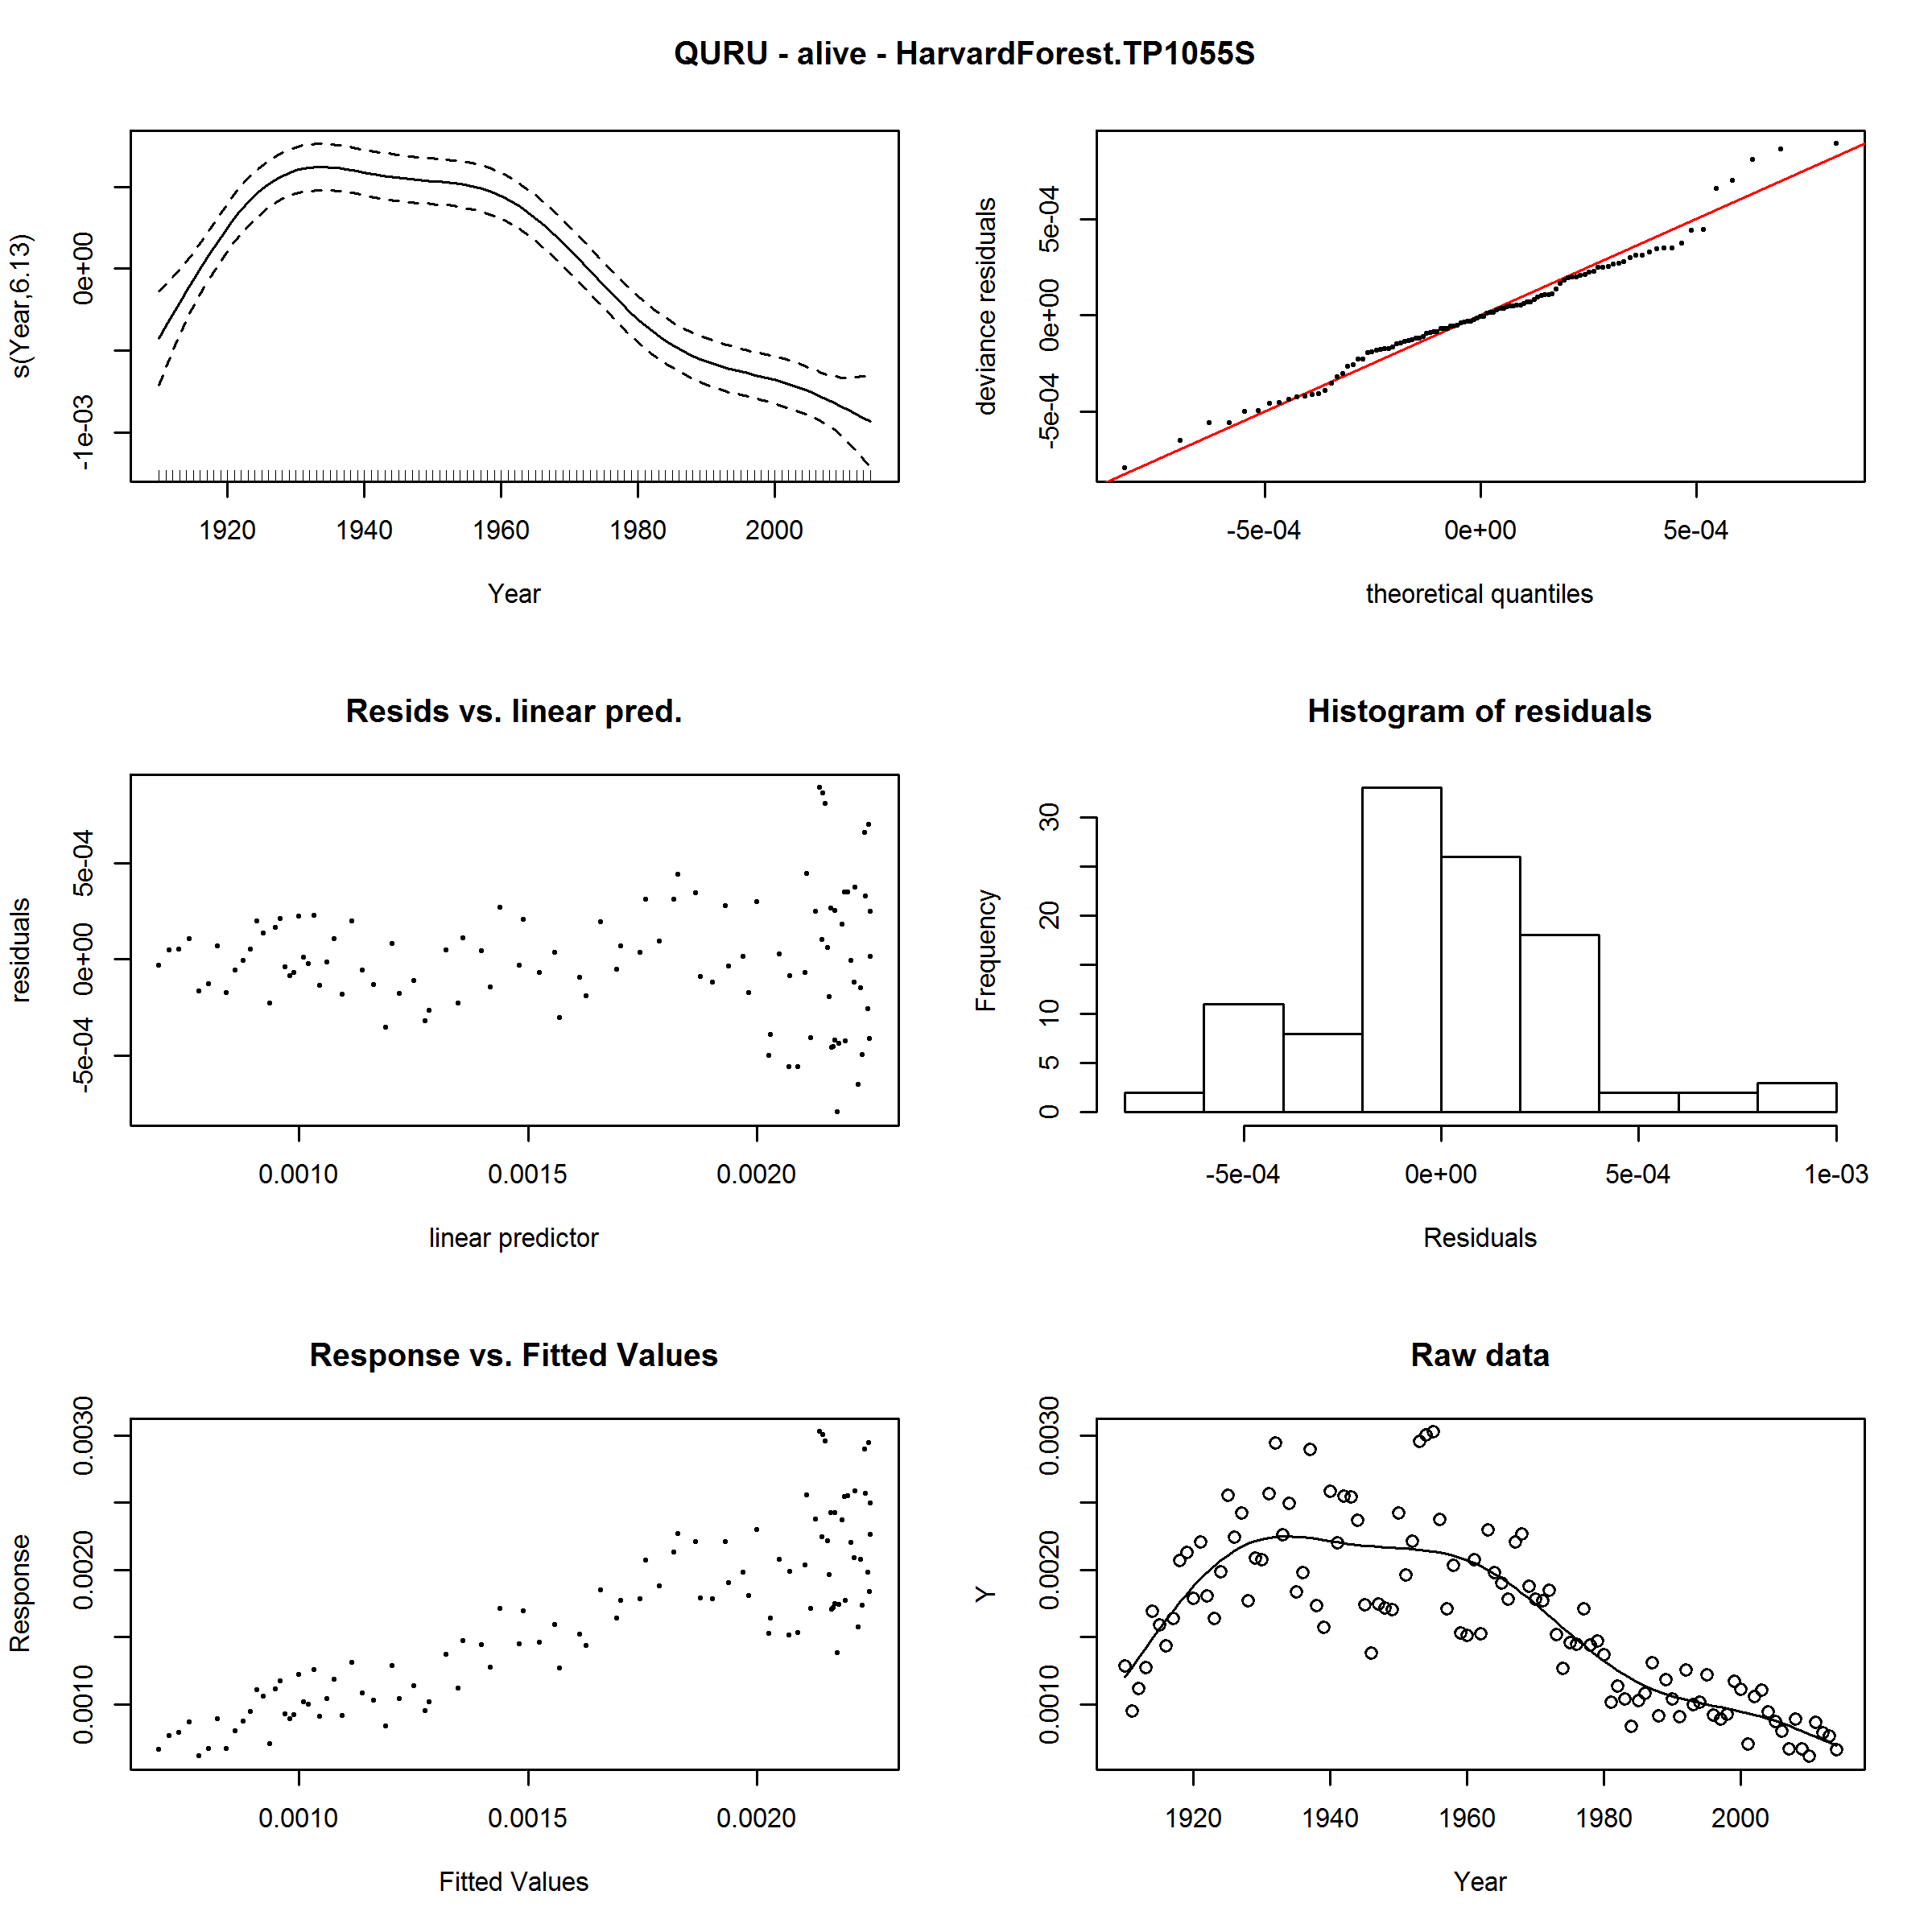 QURU - alive - HarvardForest.TP1055S
s(Year,6.13)
-1e-03
0e+00
1920
1940
1960
1980
2000
Year
deviance residuals
-5e-04
0e+00
5e-04
-5e-04
0e+00
5e-04
theoretical quantiles
Resids vs. linear pred.
residuals
-5e-04
0e+00
5e-04
0.0010
0.0015
0.0020
linear predictor
Histogram of residuals
Frequency
0
5
10
20
30
-5e-04
0e+00
5e-04
1e-03
Residuals
Response vs. Fitted Values
Response
0.0010
0.0020
0.0030
0.0010
0.0015
0.0020
Fitted Values
Raw data
Y
0.0010
0.0020
0.0030
1920
1940
1960
1980
2000
Year